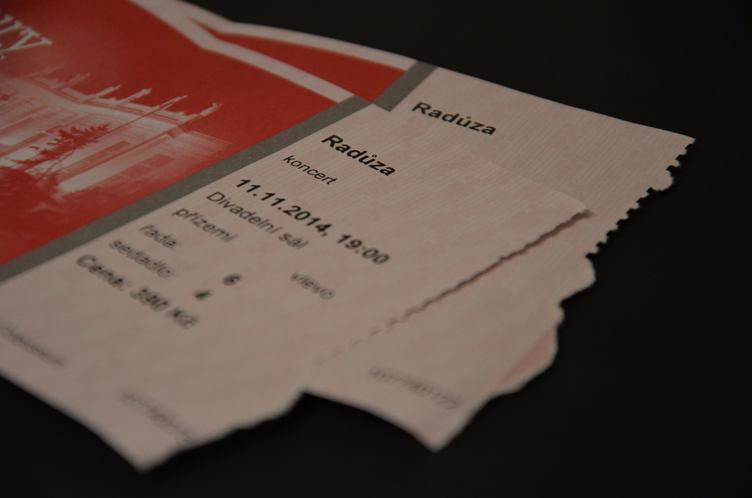 Radůza
Radůza
koncert
11.11.2014, 19:00
Divadelní sál
přízemí vlevo
řada: 6
sedadlo 4
Cena: 390 Kč